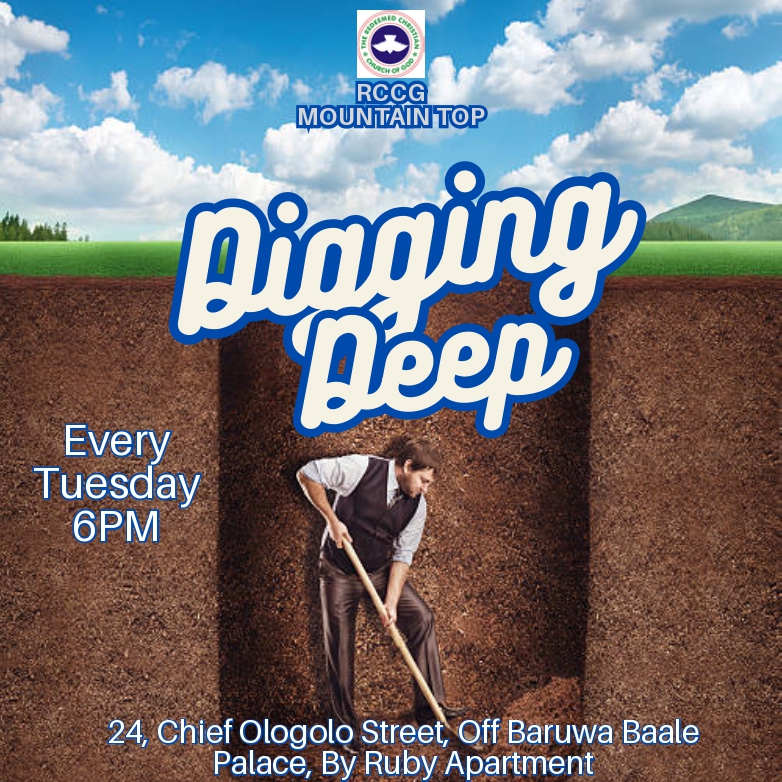 THE REDEEMED CHRISTIAN
CHURCH OF GOD
RCCG
MOUNTAIN TOP
Digging
Deep
Every
Tuesday
6PM
24, Chief Ologolo Street, Off Baruwa Baale
Palace, By Ruby Apartment